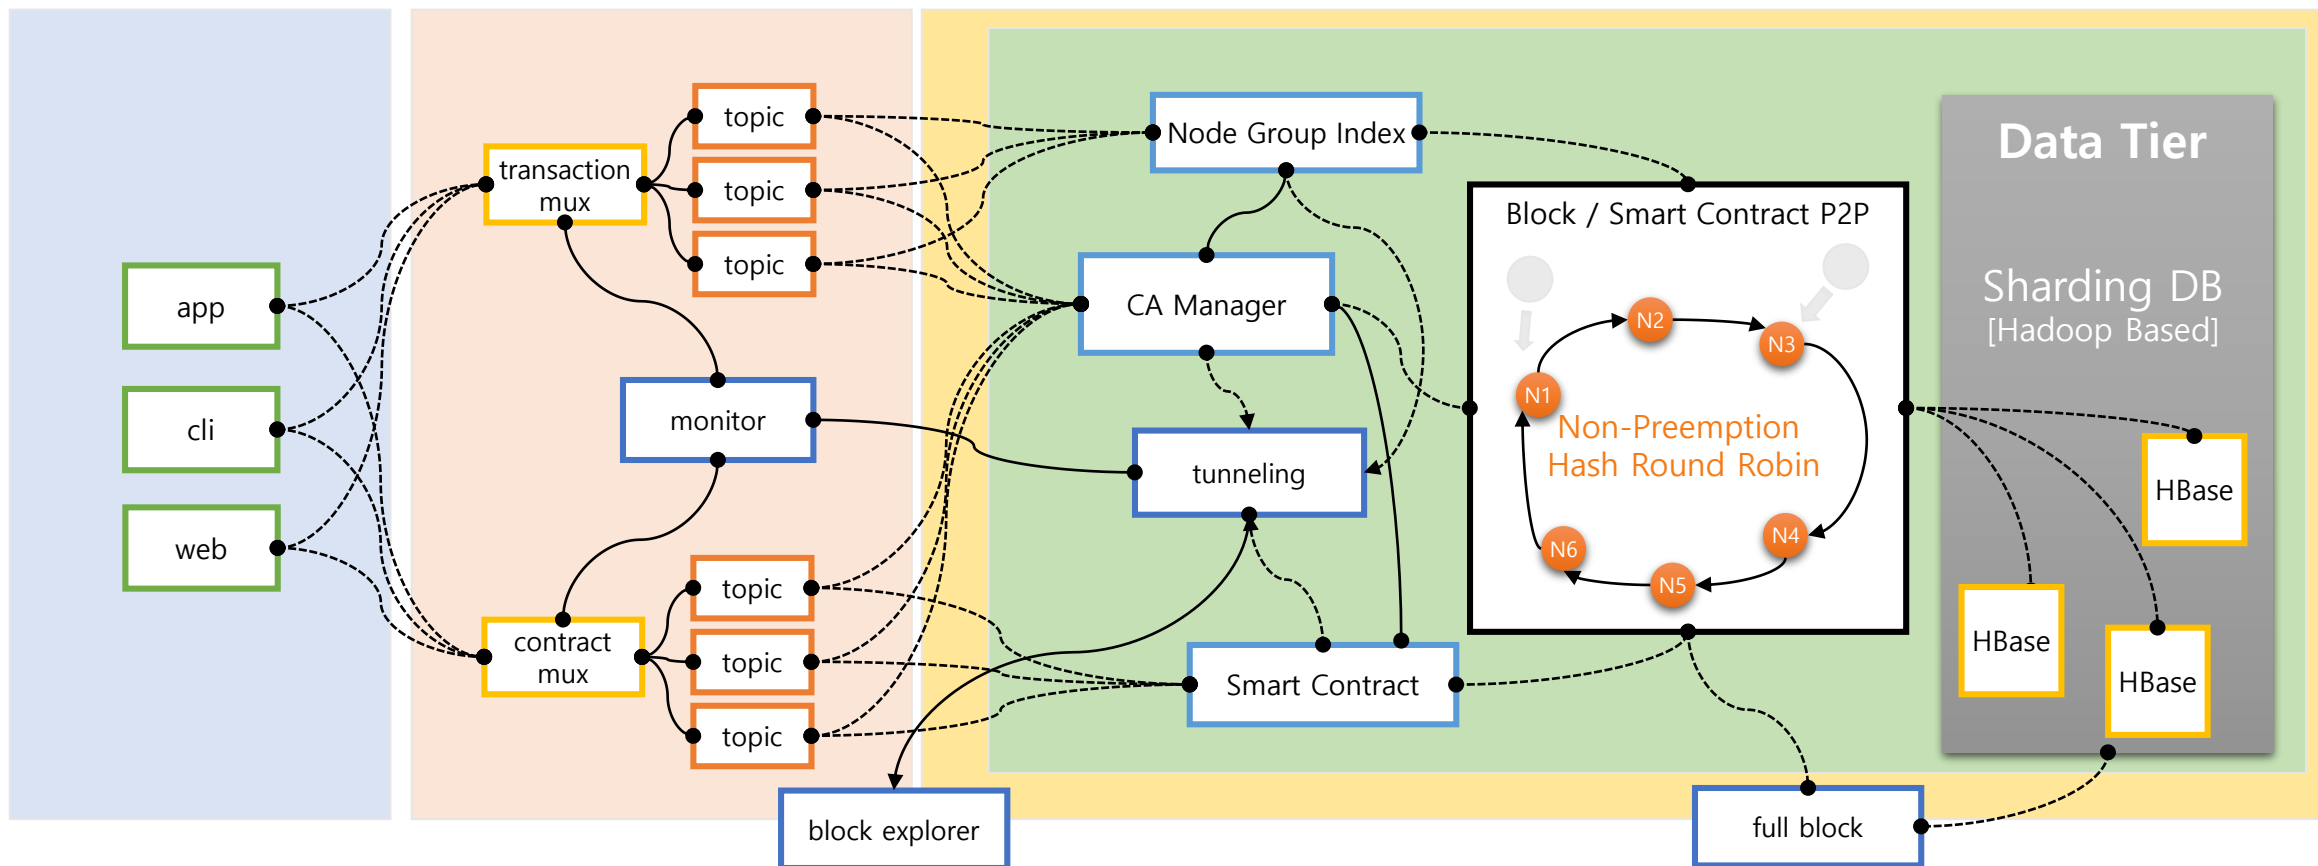 app
cli
web
transaction
mux
topic
topic
topic
monitor
contract
mux
topic
topic
topic
block explorer
Node Group Index
CA Manager
tunneling
Smart Contract
Block / Smart Contract P2P
N1
N2
N3
N4
N5
N6
Non-Preemption
Hash Round Robin
full block
Data Tier
Sharding DB
[Hadoop Based]
HBase
HBase
HBase